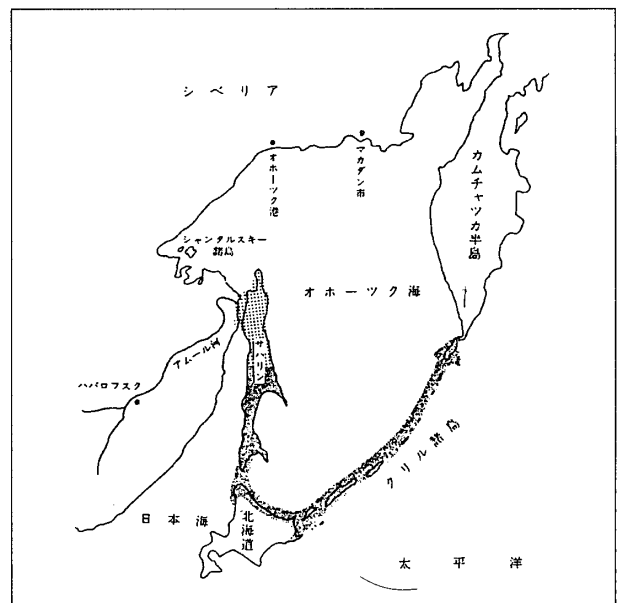 シベリア
オホーツク港
マカダン市
カムチャツカ半島
シャンタルスキー
諸島
オホーツク海
サハリン
アムール河
ハバロフスク
クリル諸島
日本海
北海道
太平洋